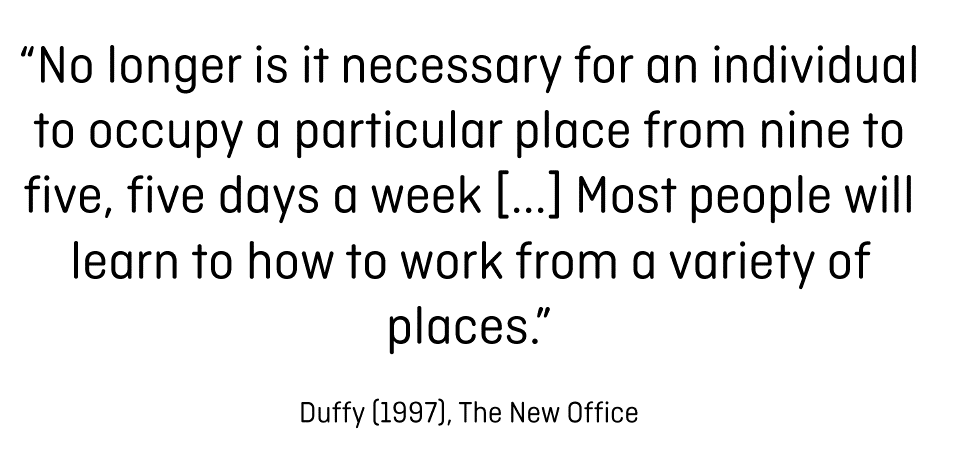 “No longer is it necessary for an individual
to occupy a particular place from nine to
five, five days a week [...] Most people will
learn to how to work from a variety of
places.”
Duffy (1997), The New Office